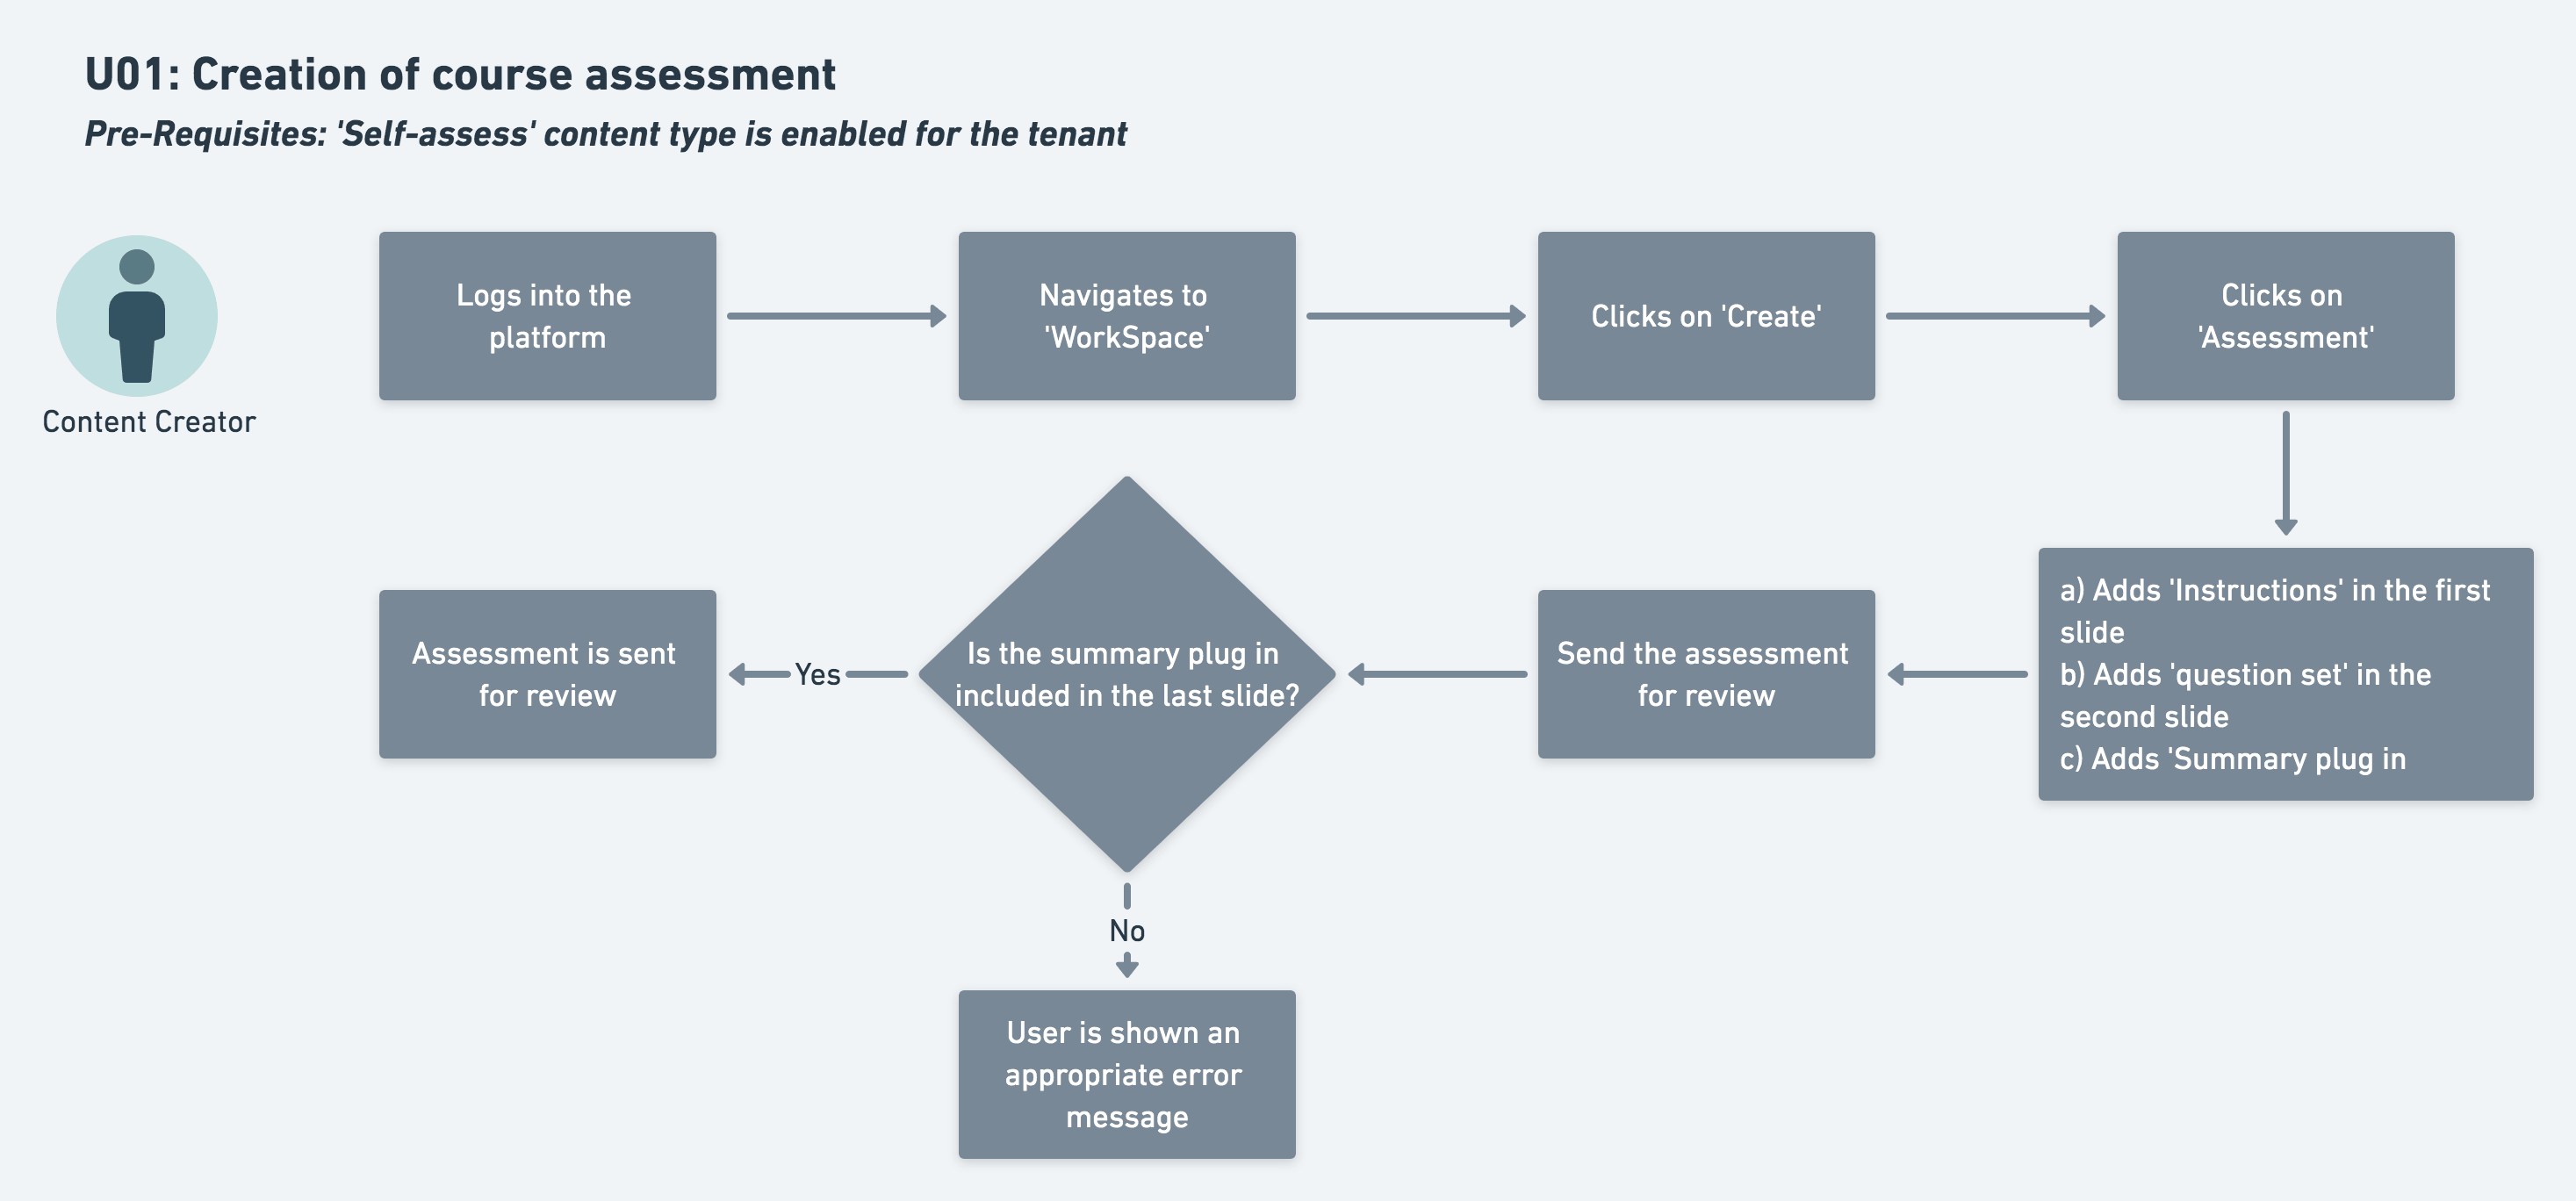 U01: Creation of course assessment
Pre-Requisites: 'Self-assess' content type is enabled for the tenant
Content Creator
Logs into the
platform
Navigates to
'WorkSpace'
Clicks on 'Create'
Clicks on
'Assessment'
a) Adds 'Instructions' in the first
slide
b) Adds 'question set' in the
second slide
c) Adds 'Summary plug in
Send the assessment
for review
Is the summary plug in
included in the last slide?
Yes
Assessment is sent
for review
No
User is shown an
appropriate error
message